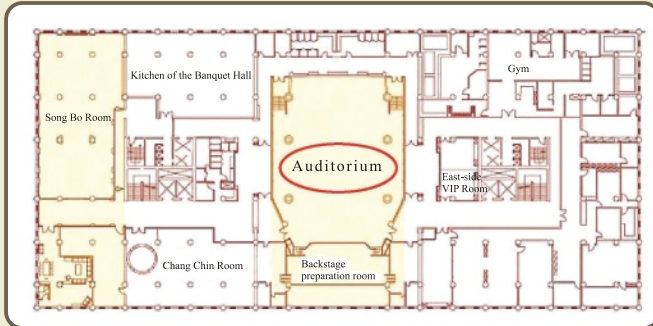 Kitchen of the Banquet Hall
Gym
Song Bo Room
Auditorium
East-side
VIP Room
Chang Chin Room
Backstage
preparation room